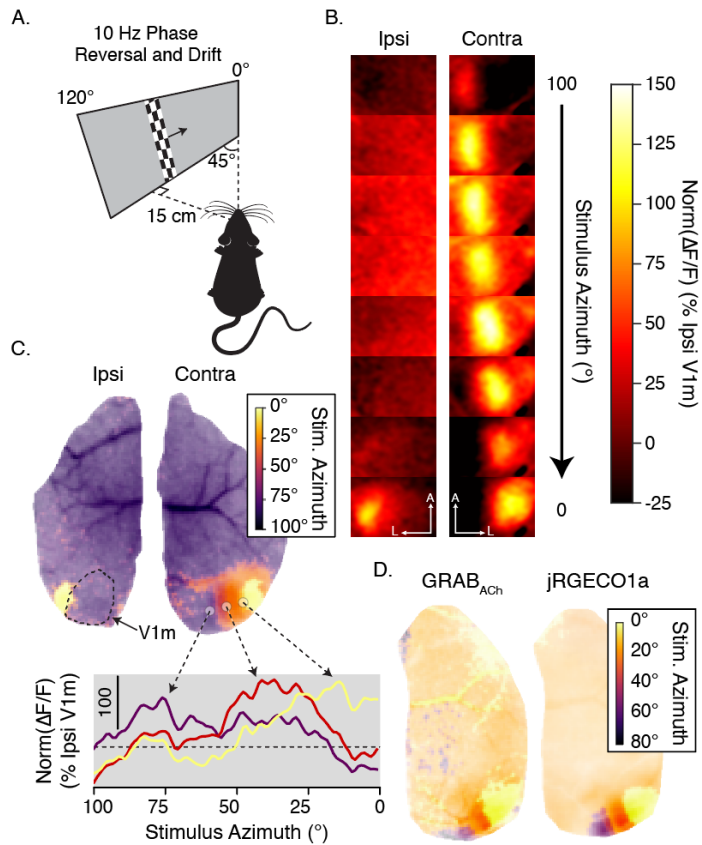 A.
10 Hz Phase
Reversal and Drift
0°
120°
45°
15 cm
B.
Ipsi
Contra
100
0
Stimulus Azimuth (°)
A
L
A
L
150
125
100
75
50
25
0
-25
Norm(ΔF/F) (% Ipsi V1m)
C.
Ipsi
Contra
0°
25°
50°
75°
100°
Stim. Azimuth
V1m
100
Norm(ΔF/F)
(% Ipsi V1m)
100
75
50
25
0
Stimulus Azimuth (°)
D.
GRABACh
jRGECO1a
0°
20°
40°
60°
80°
Stim. Azimuth